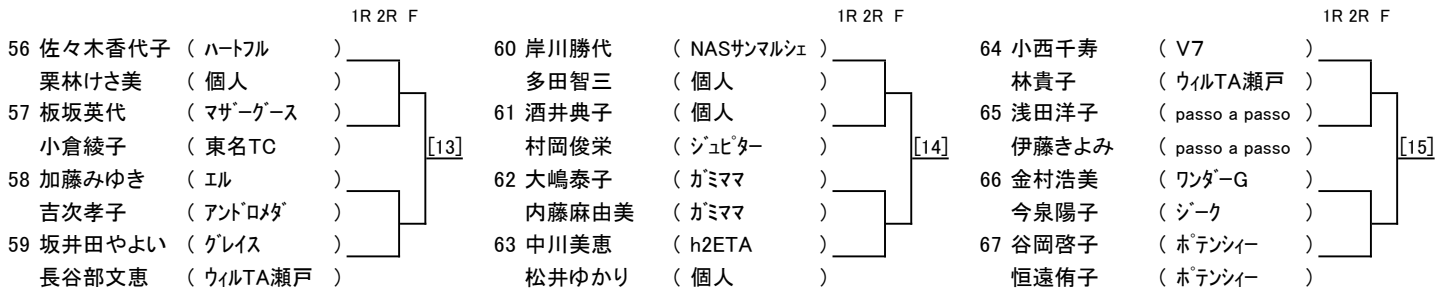 1R 2R F
56 佐々木香代子 ( ハートフル )
栗林けさ美 ( 個人 )
57 板坂英代 ( マザーグース )
小倉綾子 ( 東名TC )
[13]
58 加藤みゆき ( エル )
吉次孝子 ( アンドロメダ )
59 坂井田やよい ( グレイス )
長谷部文恵 ( ウィルTA瀬戸 )
1R 2R F
60 岸川勝代 ( NASサンマルシェ )
多田智三 ( 個人 )
61 酒井典子 ( 個人 )
村岡俊栄 ( ジュピター )
[14]
62 大嶋泰子 ( ガミママ )
内藤麻由美 ( ガミママ )
63 中川美恵 ( h2ETA )
松井ゆかり ( 個人 )
1R 2R F
64 小西千寿 ( V7 )
林貴子 ( ウィルTA瀬戸 )
65 浅田洋子 ( passo a passo )
伊藤きよみ ( passo a passo )
[15]
66 金村浩美 ( ワンダーG )
今泉陽子 ( ジーク )
67 谷岡啓子 ( ポテンシィー )
恒遠侑子 ( ポテンシィー )